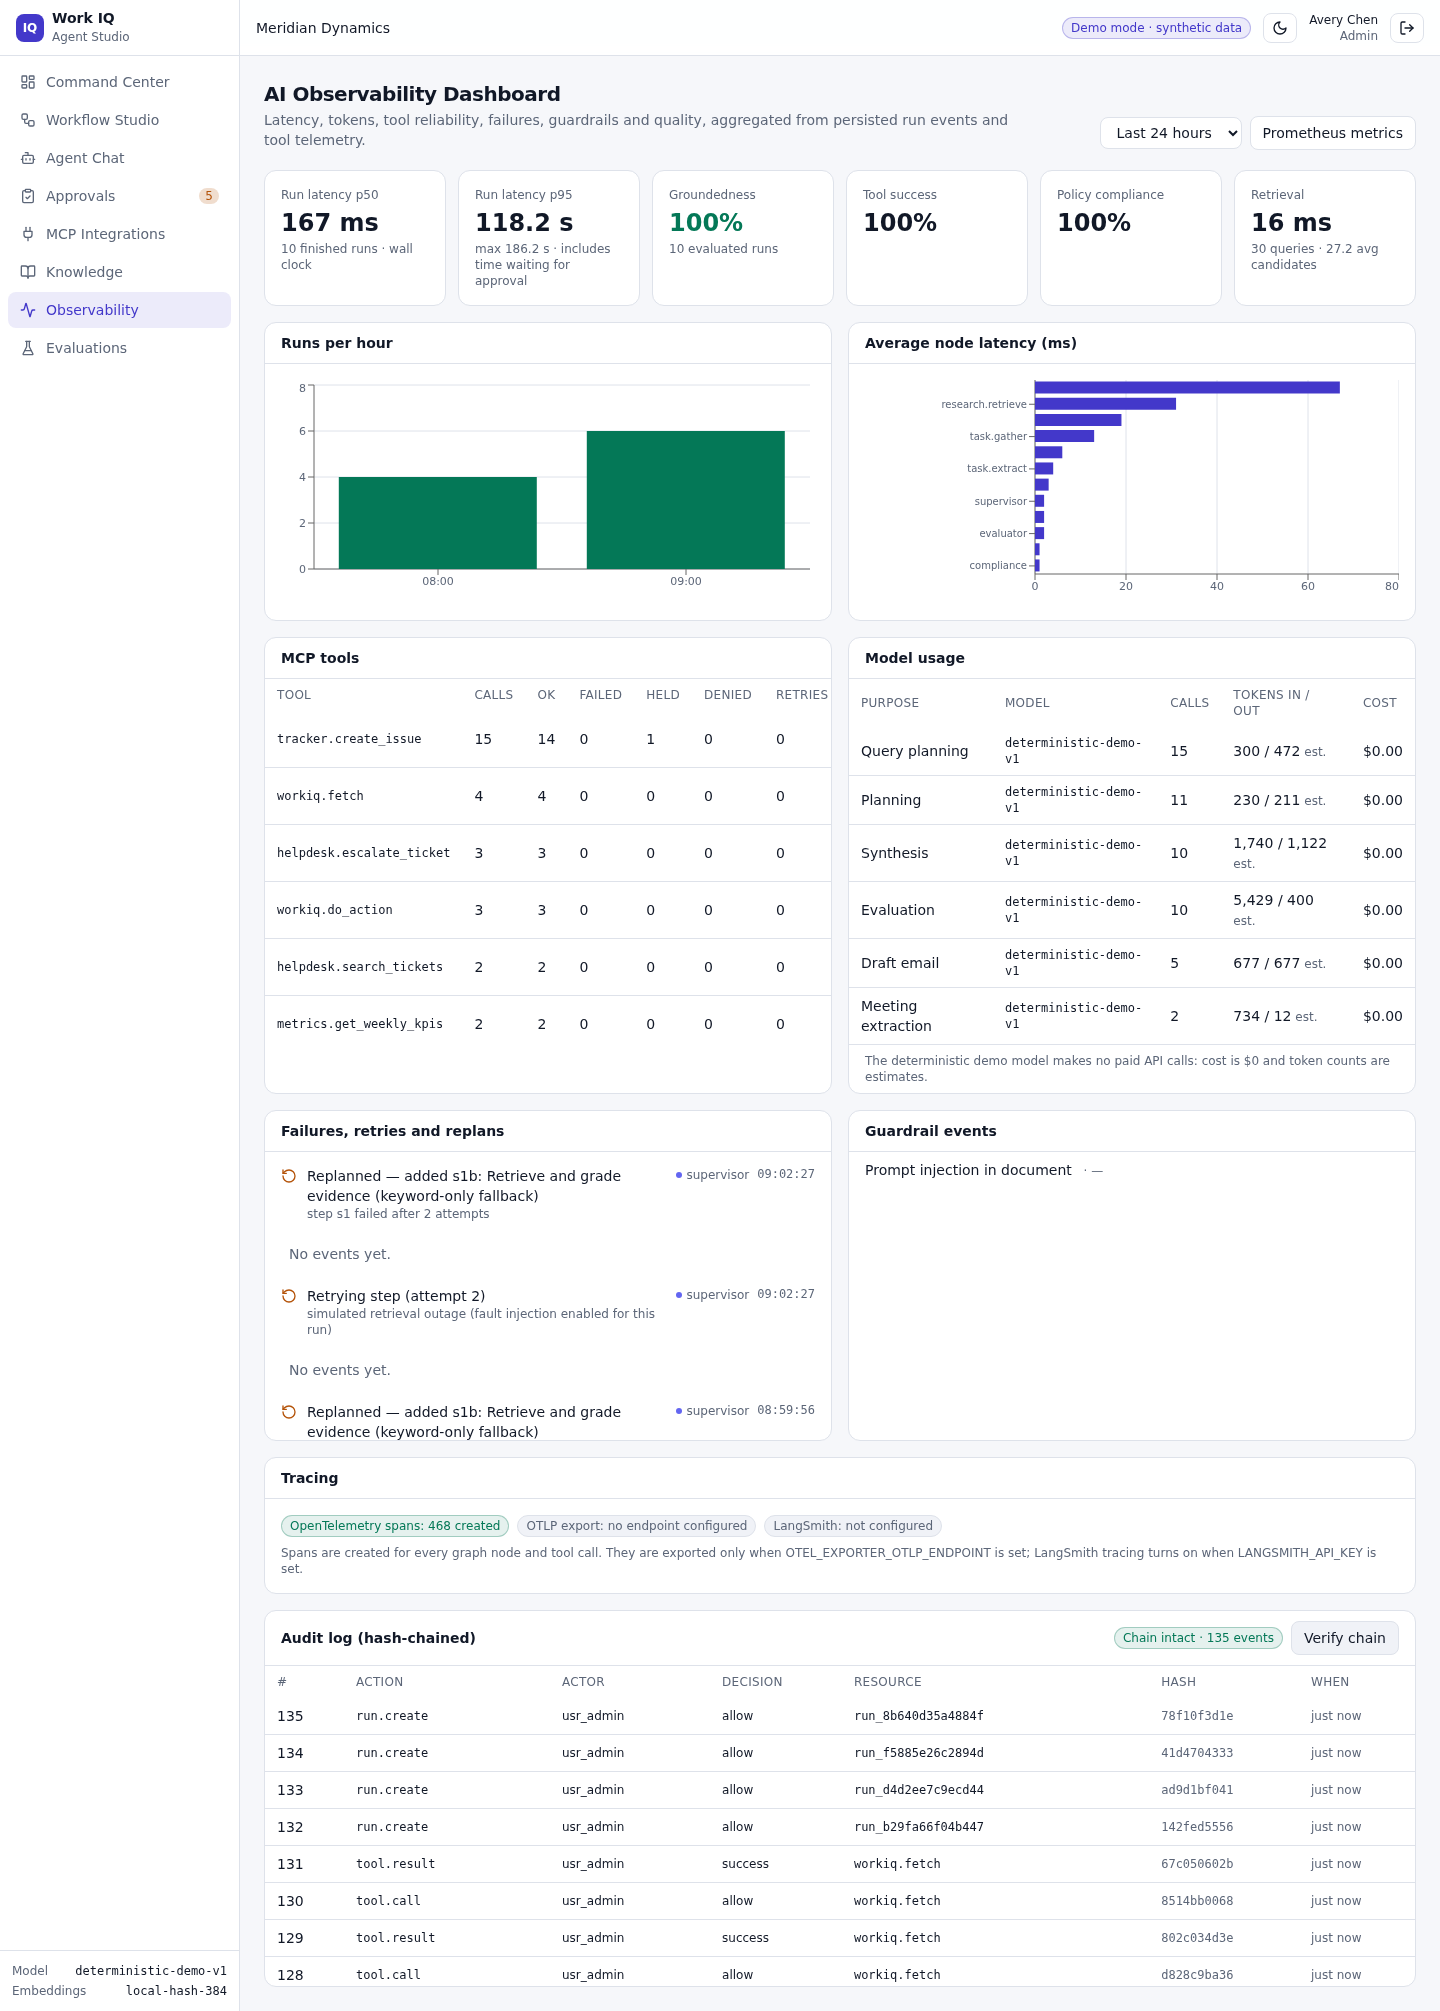 IQ
Work IQ
Agent Studio
Command Center
Workflow Studio
Agent Chat
Approvals 5
MCP Integrations
Knowledge
Observability
Evaluations
Model deterministic-demo-v1
Embeddings local-hash-384
Meridian Dynamics
Demo mode · synthetic data
Avery Chen
Admin
AI Observability Dashboard
Latency, tokens, tool reliability, failures, guardrails and quality, aggregated from persisted run events and
tool telemetry.
Last 24 hours
Prometheus metrics
Run latency p50
167 ms
10 finished runs · wall
clock
Run latency p95
118.2 s
max 186.2 s · includes
time waiting for
approval
Groundedness
100%
10 evaluated runs
Tool success
100%
Policy compliance
100%
Retrieval
16 ms
30 queries · 27.2 avg
candidates
Runs per hour
8
6
4
2
0
08:00 09:00
Average node latency (ms)
research.retrieve
task.gather
task.extract
supervisor
evaluator
compliance
0 20 40 60 80
MCP tools
TOOL CALLS OK FAILED HELD DENIED RETRIES
tracker.create_issue 15 14 0 1 0 0
workiq.fetch 4 4 0 0 0 0
helpdesk.escalate_ticket 3 3 0 0 0 0
workiq.do_action 3 3 0 0 0 0
helpdesk.search_tickets 2 2 0 0 0 0
metrics.get_weekly_kpis 2 2 0 0 0 0
Model usage
PURPOSE MODEL CALLS TOKENS IN /
OUT COST
Query planning deterministic-demo-
v1 15 300 / 472 est. $0.00
Planning deterministic-demo-
v1 11 230 / 211 est. $0.00
Synthesis deterministic-demo-
v1 10 1,740 / 1,122
est. $0.00
Evaluation deterministic-demo-
v1 10 5,429 / 400
est. $0.00
Draft email deterministic-demo-
v1 5 677 / 677 est. $0.00
Meeting
extraction deterministic-demo-
v1 2 734 / 12 est. $0.00
The deterministic demo model makes no paid API calls: cost is $0 and token counts are
estimates.
Failures, retries and replans
Replanned — added s1b: Retrieve and grade
evidence (keyword-only fallback)
step s1 failed after 2 attempts
supervisor 09:02:27
No events yet.
Retrying step (attempt 2)
simulated retrieval outage (fault injection enabled for this
run)
supervisor 09:02:27
No events yet.
Replanned — added s1b: Retrieve and grade
evidence (keyword-only fallback)
supervisor 08:59:56
Guardrail events
Prompt injection in document · —
Tracing
OpenTelemetry spans: 468 created
OTLP export: no endpoint configured
LangSmith: not configured
Spans are created for every graph node and tool call. They are exported only when OTEL_EXPORTER_OTLP_ENDPOINT is set; LangSmith tracing turns on when LANGSMITH_API_KEY is
set.
Audit log (hash-chained)
Chain intact · 135 events
Verify chain
# ACTION ACTOR DECISION RESOURCE HASH WHEN
135 run.create usr_admin allow run_8b640d35a4884f 78f10f3d1e just now
134 run.create usr_admin allow run_f5885e26c2894d 41d4704333 just now
133 run.create usr_admin allow run_d4d2ee7c9ecd44 ad9d1bf041 just now
132 run.create usr_admin allow run_b29fa66f04b447 142fed5556 just now
131 tool.result usr_admin success workiq.fetch 67c050602b just now
130 tool.call usr_admin allow workiq.fetch 8514bb0068 just now
129 tool.result usr_admin success workiq.fetch 802c034d3e just now
128 tool.call usr_admin allow workiq.fetch d828c9ba36 just now